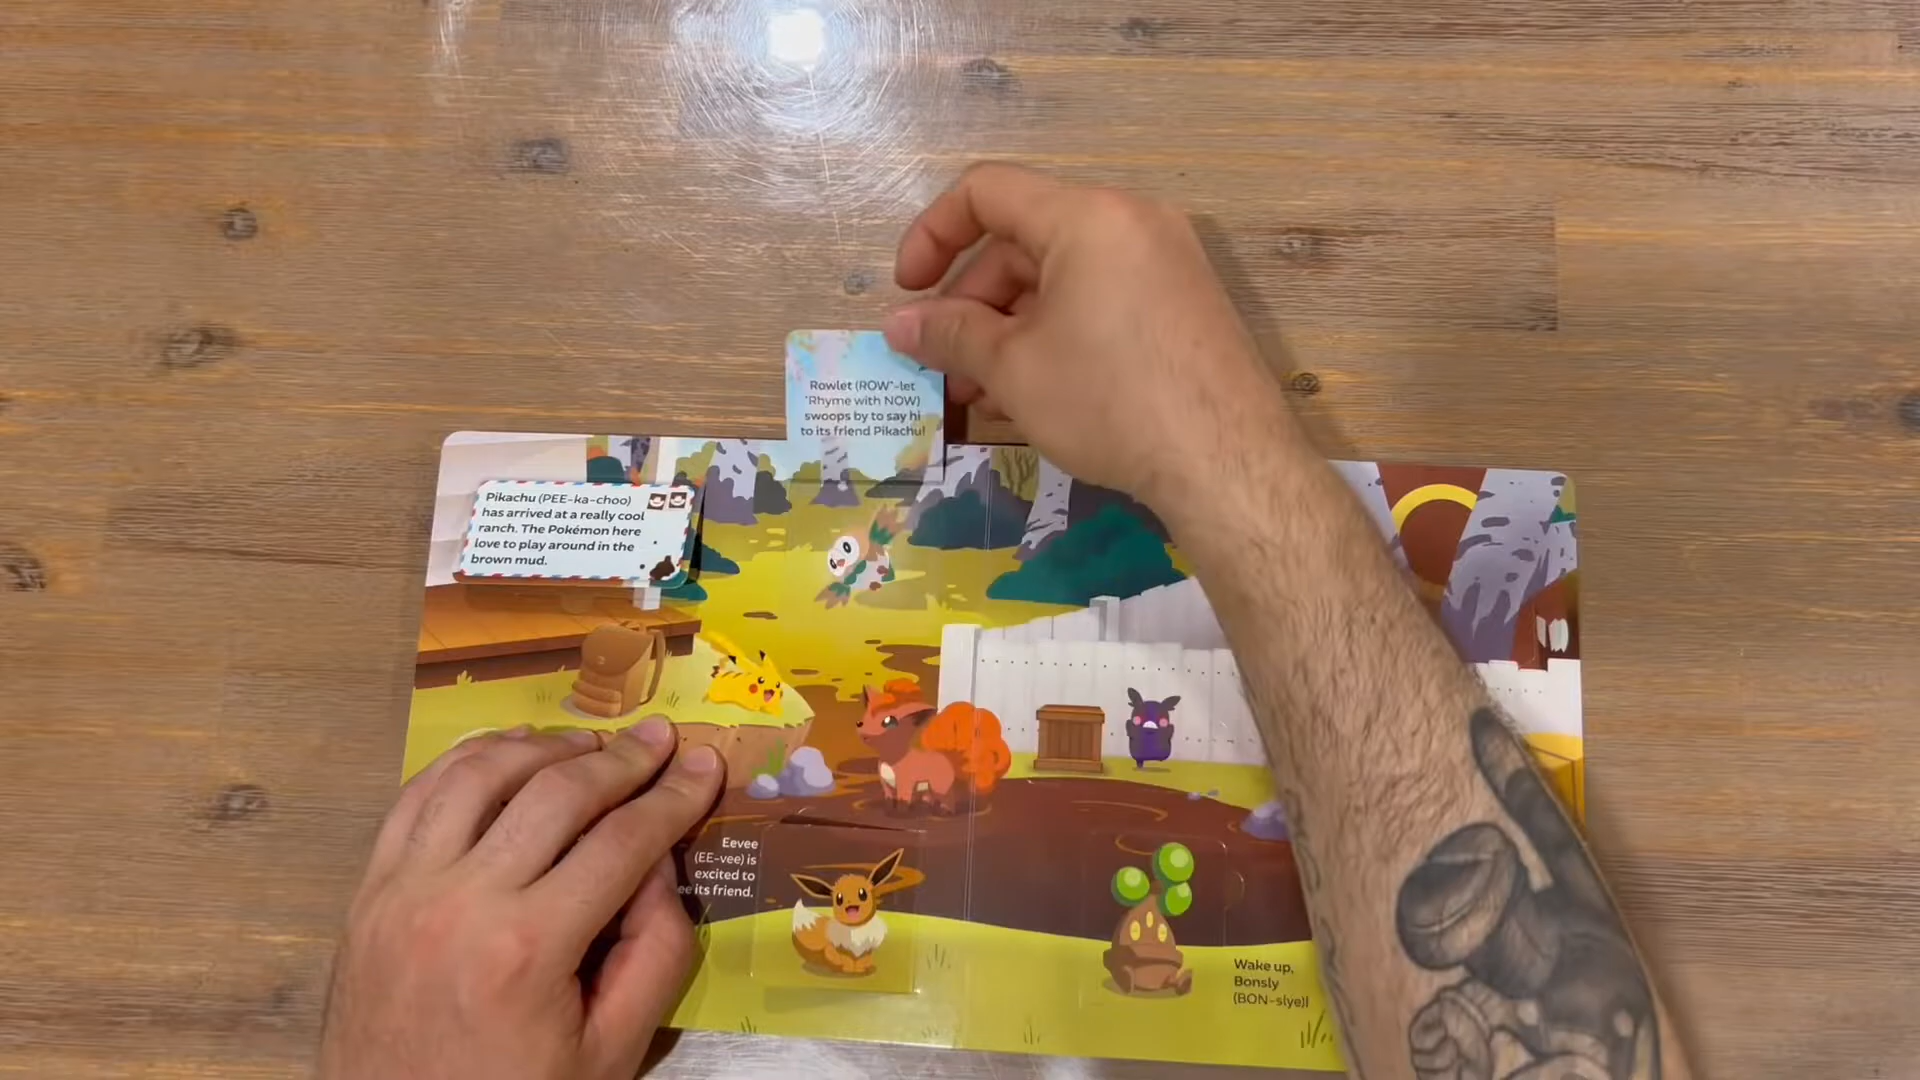 Rowlet (ROW*-let
*Rhyme with NOW)
swoops by to say hi
to its friend Pikachu!
Pikachu (PEE-ka-choo)
has arrived at a really cool
ranch. The Pokémon here
love to play around in the
brown mud.
Eevee
(EE-vee) is
excited to
ee its friend.
Wake up,
Bonsly
(BON-slye)!